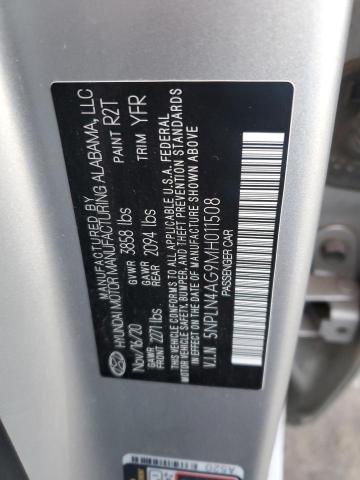 MANUFACTURED BY
HYUNDAI MOTOR MANUFACTURING ALABAMA, LLC
Nov/16/20 GVWR 3858 lbs PAINT R2T
GAWR FRONT 2271 lbs GAWR REAR 2094 lbs TRIM YFR
THIS VEHICLE CONFORMS TO ALL APPLICABLE U.S.A. FEDERAL
MOTOR VEHICLE SAFETY, BUMPER, AND THEFT PREVENTION STANDARDS
IN EFFECT ON THE DATE OF MANUFACTURE SHOWN ABOVE
V.I.N 5NPLN4AG9MH011508
PASSENGER CAR